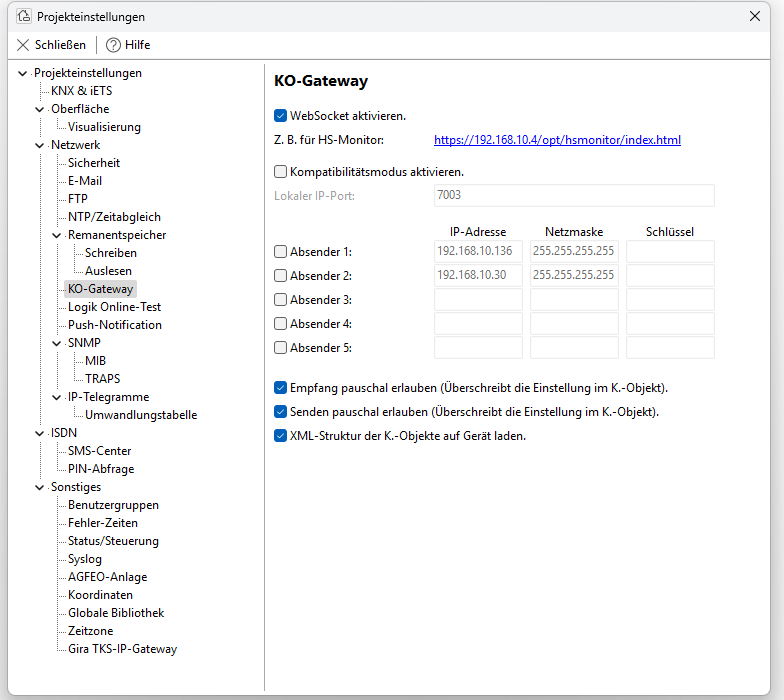 Projekteinstellungen
Schließen
Hilfe
Projekteinstellungen
KNX & iETS
Oberfläche
Visualisierung
Netzwerk
Sicherheit
E-Mail
FTP
NTP/Zeitabgleich
Remanentspeicher
Schreiben
Auslesen
KO-Gateway
Logik Online-Test
Push-Notification
SNMP
MIB
TRAPS
IP-Telegramme
Umwandlungstabelle
ISDN
SMS-Center
PIN-Abfrage
Sonstiges
Benutzergruppen
Fehler-Zeiten
Status/Steuerung
Syslog
AGFEO-Anlage
Koordinaten
Globale Bibliothek
Zeitzone
Gira TKS-IP-Gateway
KO-Gateway
WebSocket aktivieren.
Z. B. für HS-Monitor: https://192.168.10.4/opt/hsmonitor/index.html
Kompatibilitätsmodus aktivieren.
Lokaler IP-Port: 7003
IP-Adresse Netzmaske Schlüssel
Absender 1: 192.168.10.136 255.255.255.255
Absender 2: 192.168.10.30 255.255.255.255
Absender 3:
Absender 4:
Absender 5:
Empfang pauschal erlauben (Überschreibt die Einstellung im K.-Objekt).
Senden pauschal erlauben (Überschreibt die Einstellung im K.-Objekt).
XML-Struktur der K.-Objekte auf Gerät laden.